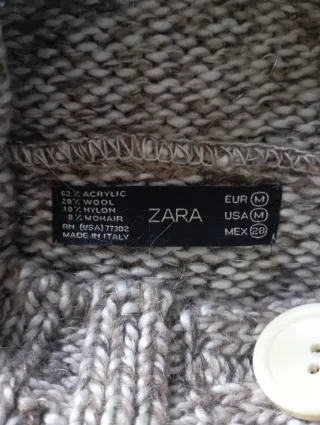 62% ACRYLIC
20% WOOL
10% NYLON
8% MOHAIR
RN (USA) 77302
MADE IN ITALY
ZARA
EUR M
USA M
MEX 28